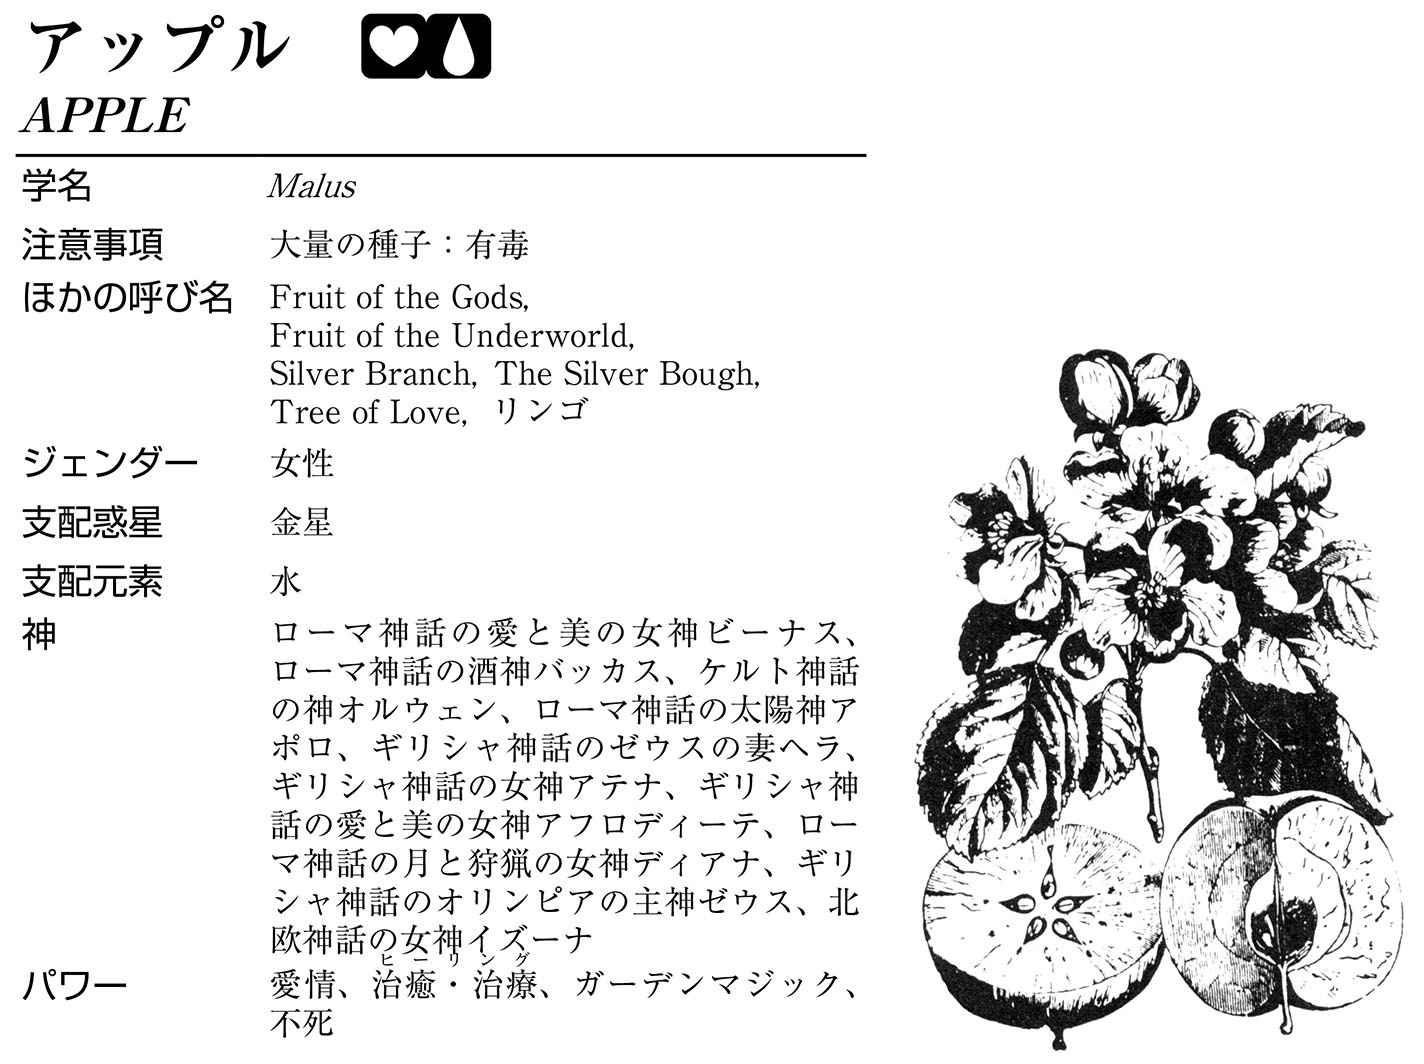 アップル
APPLE
学名 Malus
注意事項 大量の種子：有毒
ほかの呼び名 Fruit of the Gods,
Fruit of the Underworld,
Silver Branch, The Silver Bough,
Tree of Love, リンゴ
ジェンダー 女性
支配惑星 金星
支配元素 水
神 ローマ神話の愛と美の女神ビーナス、
ローマ神話の酒神バッカス、ケルト神話
の神オルウェン、ローマ神話の太陽神ア
ポロ、ギリシャ神話のゼウスの妻ヘラ、
ギリシャ神話の女神アテナ、ギリシャ神
話の愛と美の女神アフロディーテ、ロー
マ神話の月と狩猟の女神ディアナ、ギリ
シャ神話のオリンピアの主神ゼウス、北
欧神話の女神イズーナ
ヒーリング
パワー 愛情、治癒・治療、ガーデンマジック、
不死